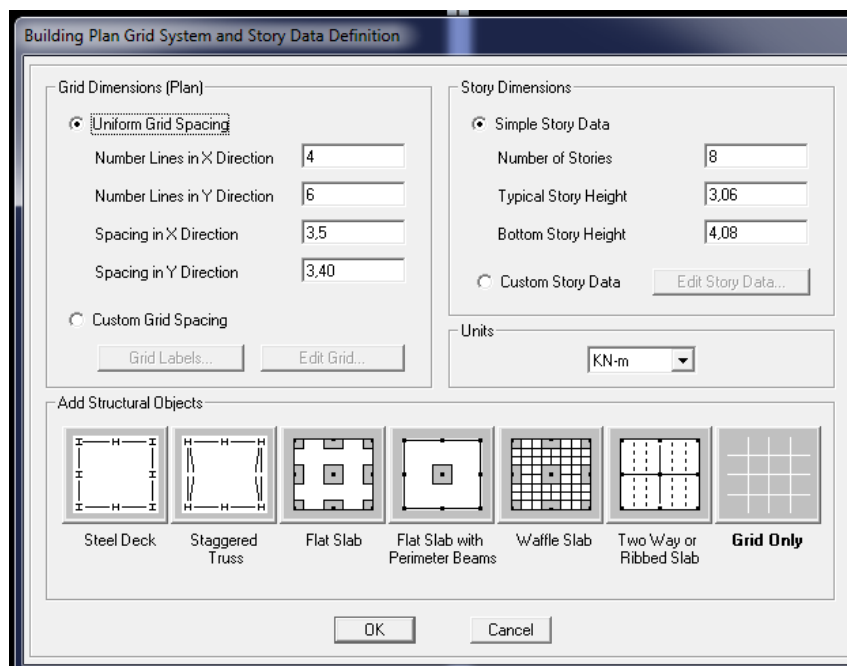 Building Plan Grid System and Story Data Definition
Grid Dimensions (Plan)
Uniform Grid Spacing
Number Lines in X Direction 4
Number Lines in Y Direction 6
Spacing in X Direction 3,5
Spacing in Y Direction 3,40
Custom Grid Spacing
Grid Labels... Edit Grid...
Story Dimensions
Simple Story Data
Number of Stories 8
Typical Story Height 3,06
Bottom Story Height 4,08
Custom Story Data Edit Story Data...
Units
KN-m
Add Structural Objects
Steel Deck
Staggered
Truss
Flat Slab
Flat Slab with
Perimeter Beams
Waffle Slab
Two Way or
Ribbed Slab
Grid Only
OK Cancel